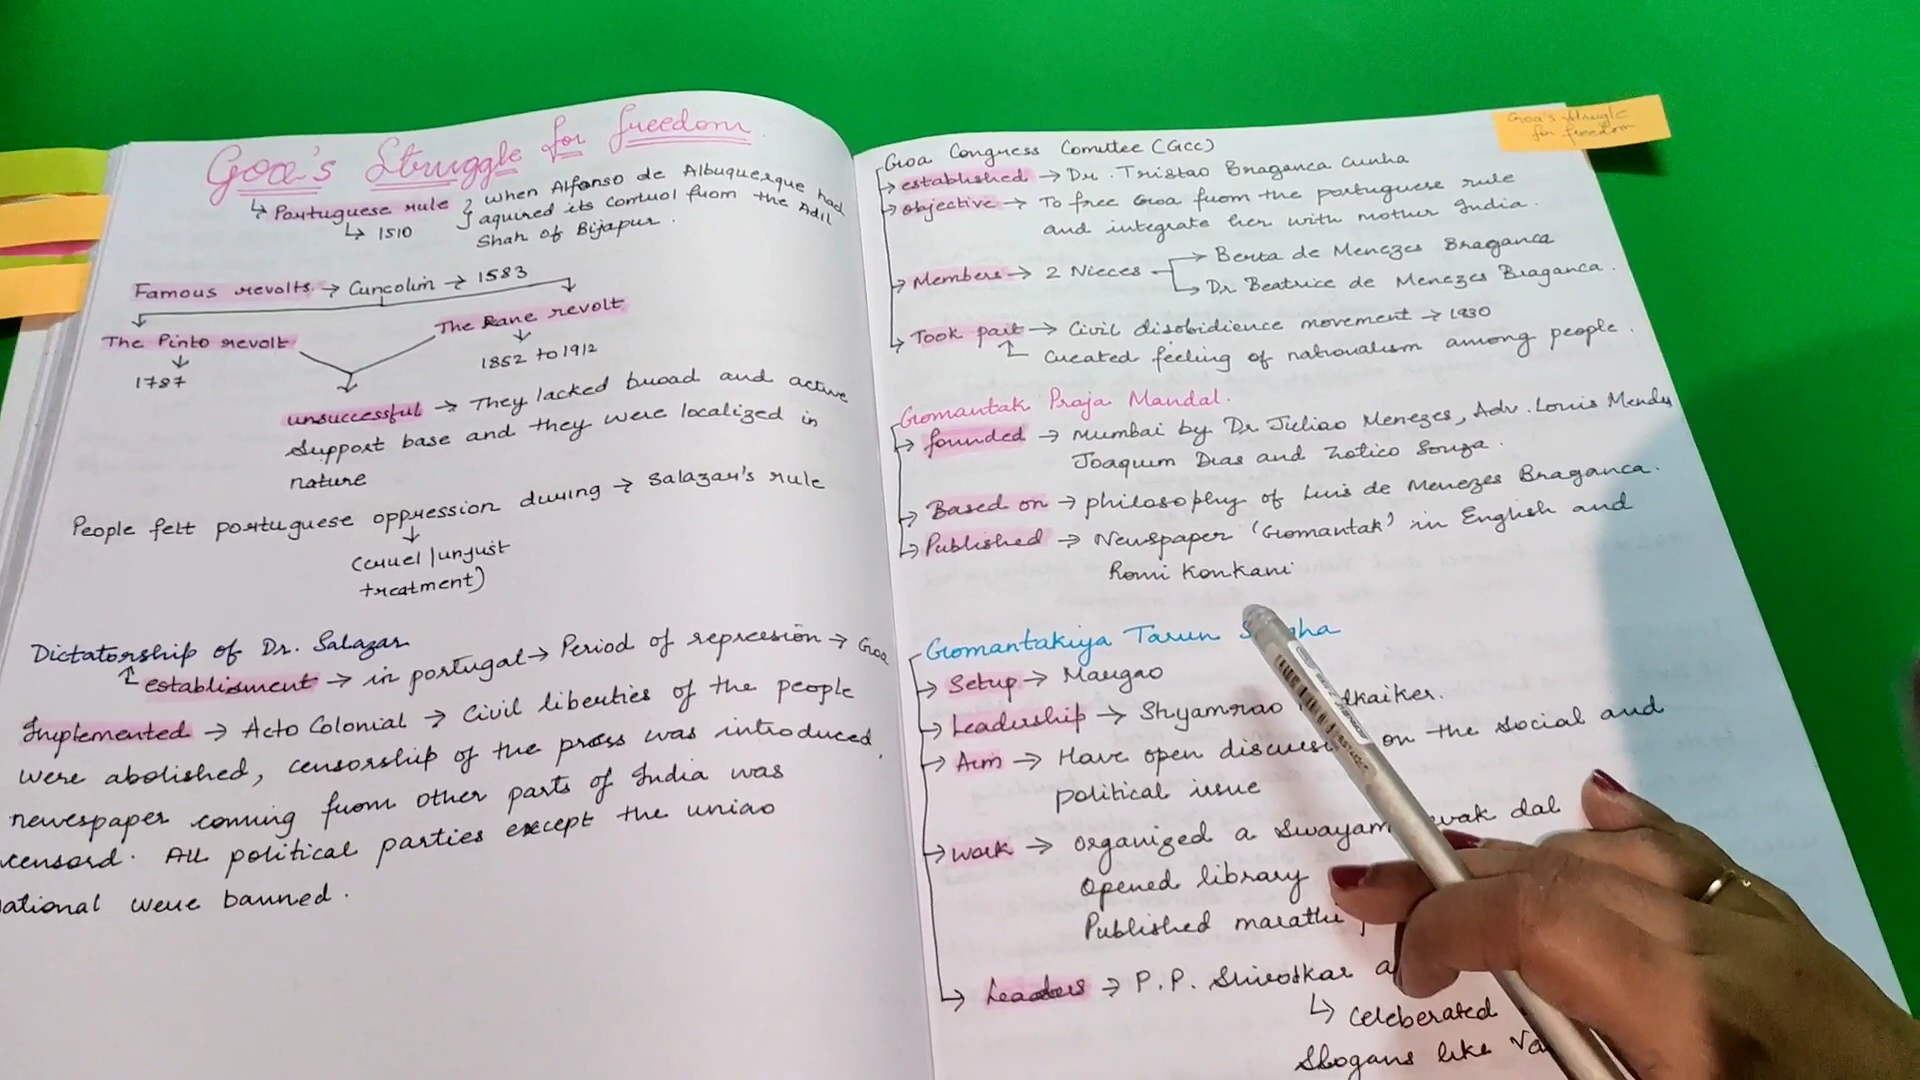 Goa's Struggle for freedom
Portuguese rule
when Alfonso de Albuquerque had
aquired its control from the Adil
Shah of Bijapur.
1510
Famous revolts → Cuncolim → 1583
The Pinto revolt
The Rane revolt
1787
1852 to 1912
unsuccessful → They lacked broad and active
support base and they were localized in
nature
People felt portuguese oppression during → Salazar's rule
(cruel/unjust
treatment)
Dictatorship of Dr. Salazar
establisment → in portugal → Period of reprcesion → Goa
Implemented → Acto Colonial → Civil liberties of the people
were abolished, censorship of the press was introduced,
newspaper coming from other parts of India was
censord. All political parties except the uniao
national were banned.
Goa's Strugle
for freedom
Goa Congress Comutee (GCC)
established → Dr. Tristao Braganca Cunha
objective → To free Goa from the portuguese rule
and integrate her with mother India.
Members → 2 Nieces
Berta de Menezes Braganca
Dr Beatrice de Menezes Braganca.
Took part → Civil disobidience movement → 1930
Created feeling of nationalism among people.
Gomantak Praja Mandal.
founded → Mumbai by Dr Juliao Menezes, Adv. Louis Mendes
Joaquim Dias and Zotico Souza.
Based on → philosophy of Luis de Menezes Braganca.
Published → Newspaper 'Gomantak' in English and
Romi Konkani
Gomantakiya Tarun
Setup → Maugao
Leadership → Shyamrao
Aim → Have open on the social and
political issue
Work → organized a dal
Opened library
Published marathi
Leaders → P.P. Shirodkar
Celeberated
Slogans like